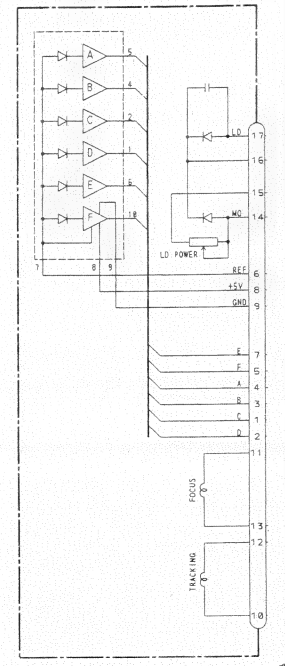 A 5
B 4
C 2
D 1
E 6
F 10
7 8 9
LD 17
16
15
MO 14
LD POWER
REF 6
+5V 8
GND 9
E 7
F 5
A 4
B 3
C 1
D 2
11
FOCUS
13
12
TRACKING
10